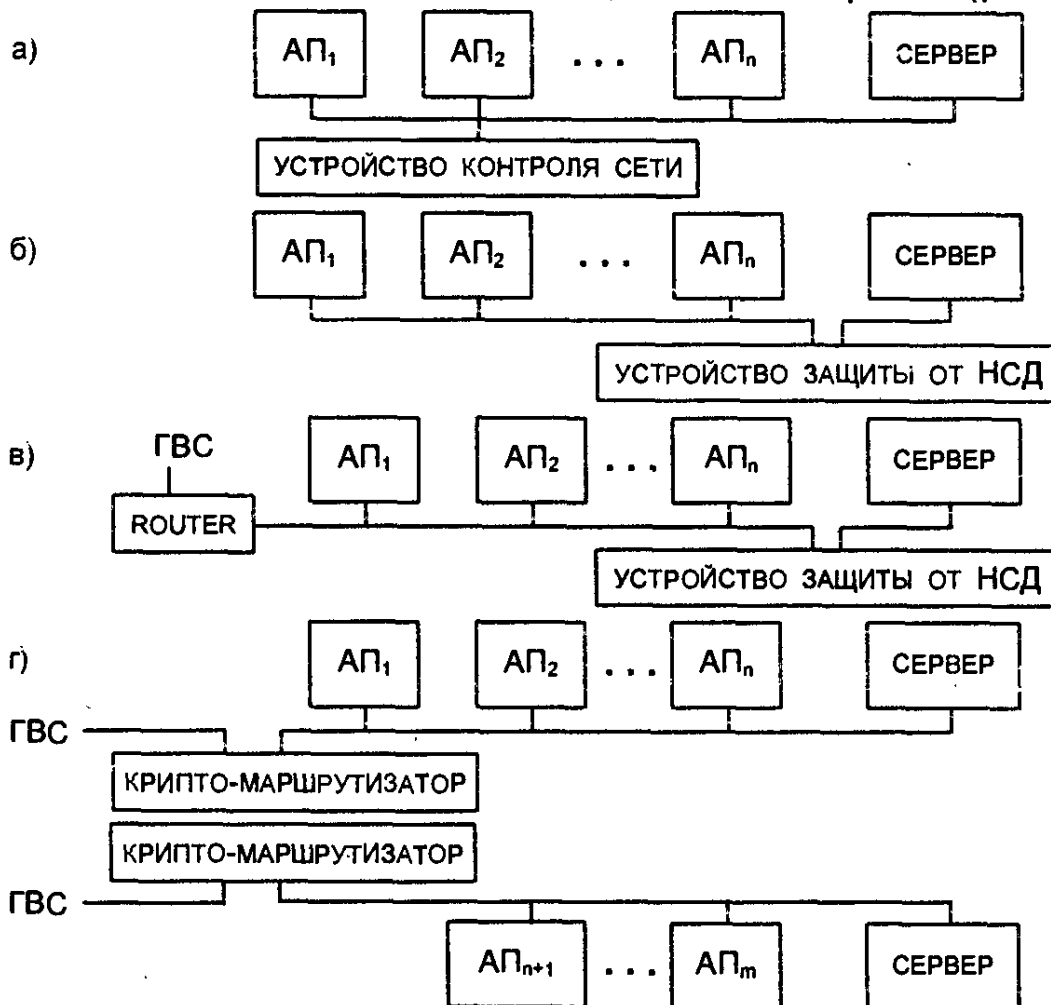 а) АП₁ АП₂ ... АПₙ СЕРВЕР
УСТРОЙСТВО КОНТРОЛЯ СЕТИ
б) АП₁ АП₂ ... АПₙ СЕРВЕР
УСТРОЙСТВО ЗАЩИТЫ ОТ НСД
в) ГВС АП₁ АП₂ ... АПₙ СЕРВЕР
ROUTER
УСТРОЙСТВО ЗАЩИТЫ ОТ НСД
г) АП₁ АП₂ ... АПₙ СЕРВЕР
ГВС
КРИПТО-МАРШРУТИЗАТОР
КРИПТО-МАРШРУТИЗАТОР
ГВС
АПₙ₊₁ ... АПₘ СЕРВЕР